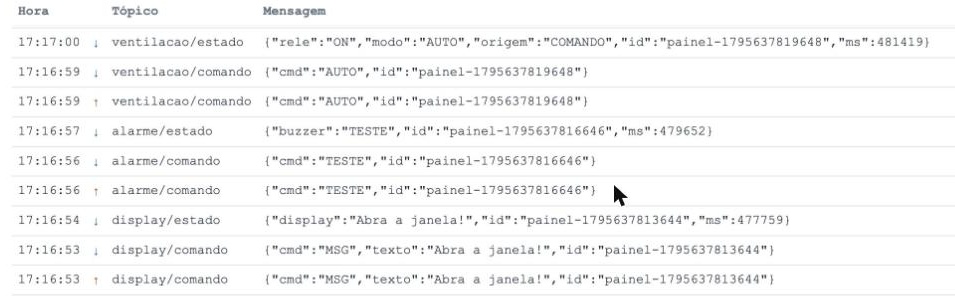 Hora Tópico Mensagem
17:17:00 ↓ ventilacao/estado {"rele":"ON","modo":"AUTO","origem":"COMANDO","id":"painel-1795637819648","ms":481419}
17:16:59 ↓ ventilacao/comando {"cmd":"AUTO","id":"painel-1795637819648"}
17:16:59 ↑ ventilacao/comando {"cmd":"AUTO","id":"painel-1795637819648"}
17:16:57 ↓ alarme/estado {"buzzer":"TESTE","id":"painel-1795637816646","ms":479652}
17:16:56 ↓ alarme/comando {"cmd":"TESTE","id":"painel-1795637816646"}
17:16:56 ↑ alarme/comando {"cmd":"TESTE","id":"painel-1795637816646"}
17:16:54 ↓ display/estado {"display":"Abra a janela!","id":"painel-1795637813644","ms":477759}
17:16:53 ↓ display/comando {"cmd":"MSG","texto":"Abra a janela!","id":"painel-1795637813644"}
17:16:53 ↑ display/comando {"cmd":"MSG","texto":"Abra a janela!","id":"painel-1795637813644"}